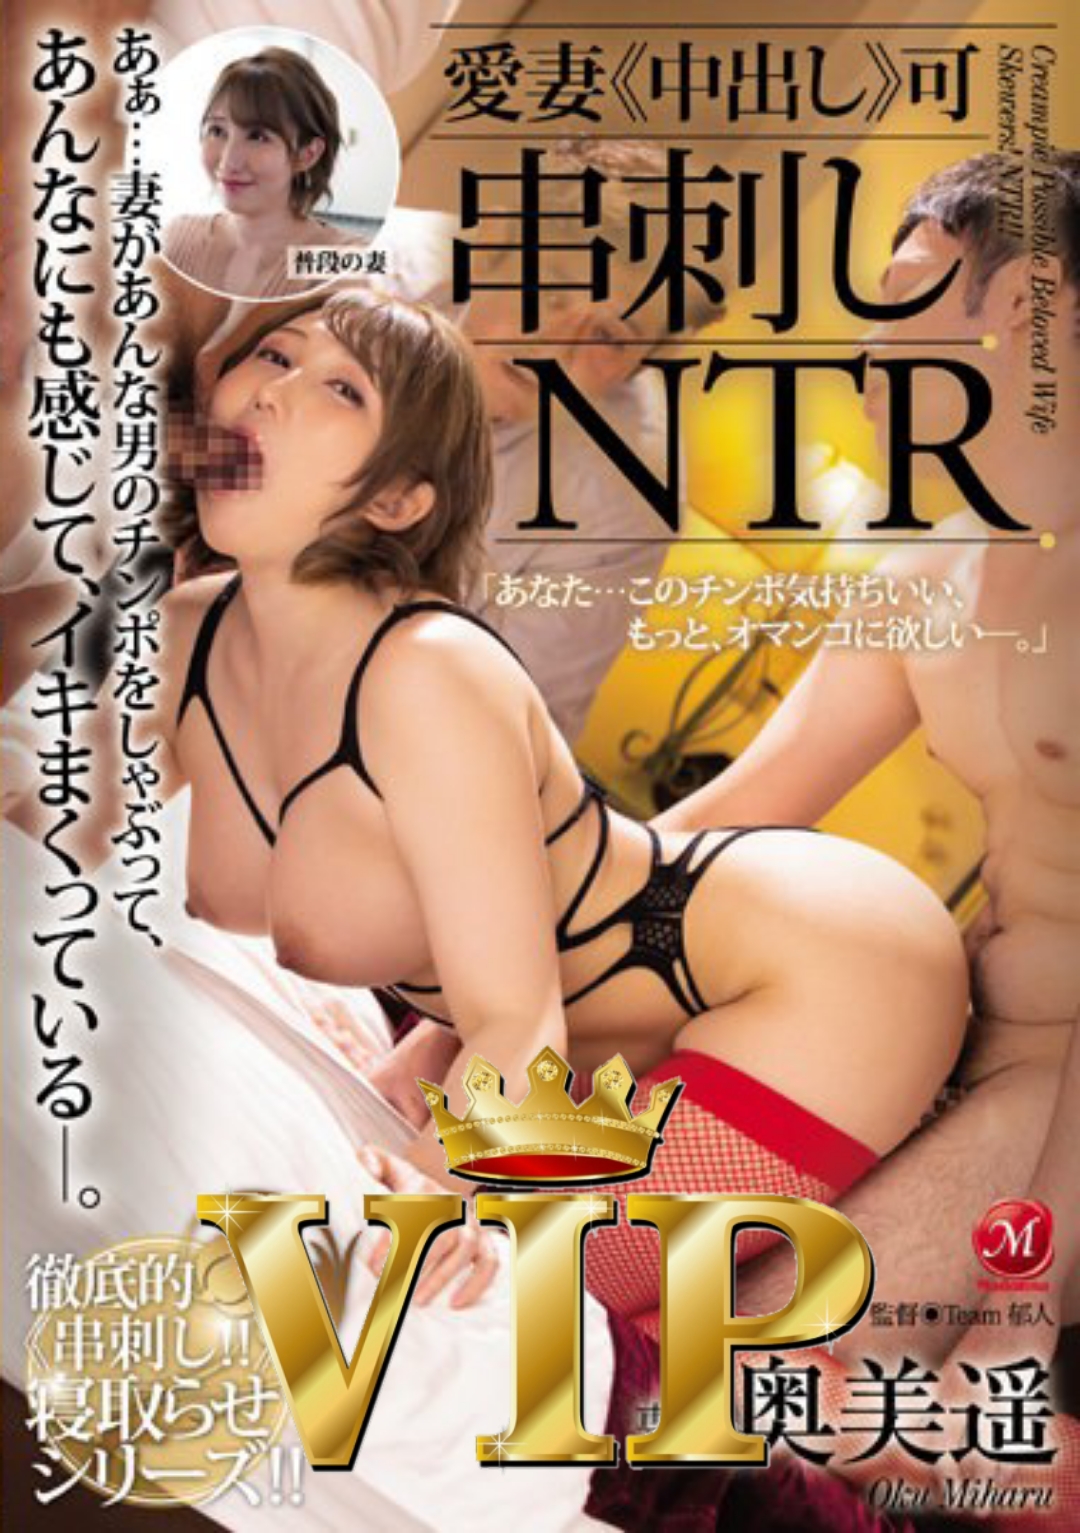 愛妻《中出し》可
串刺し
NTR
Creampie Possible Beloved Wife
Skewers! NTR!!
普段の妻
あぁ…妻があんな男のチンポをしゃぶって、
あんなにも感じて、イキまくっている―。
「あなた…このチンポ気持ちいい、
もっと、オマンコに欲しい―。」
VIP
徹底的
《串刺し!!》
寝取らせ
シリーズ!!
M
Madonna
監督◉Team 郁人
奥美遥
Oku Miharu